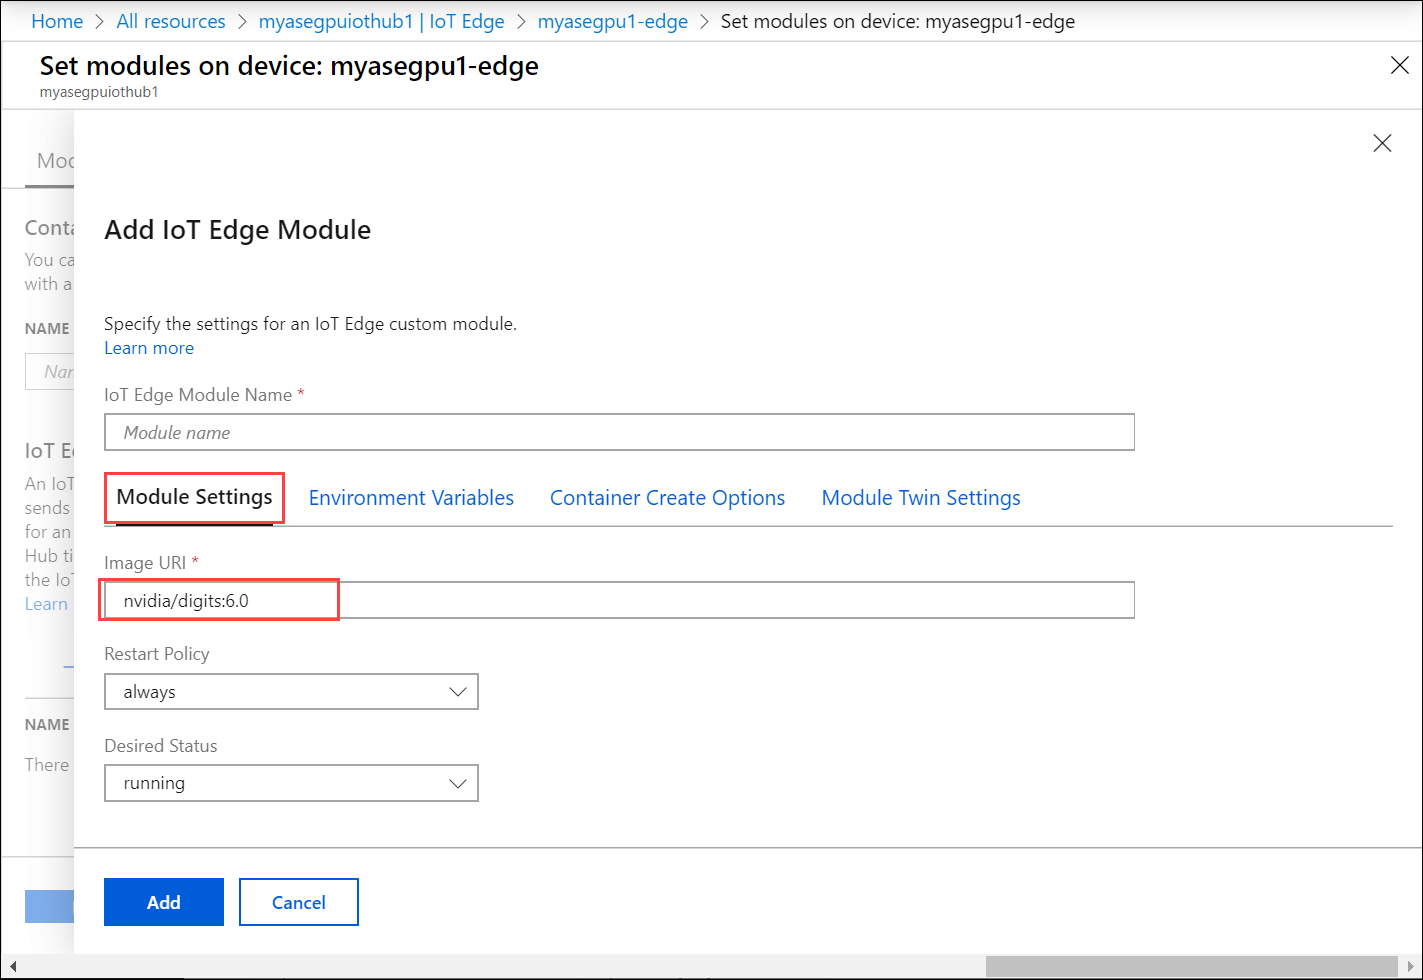 Home > All resources > myasegpuiothub1 | IoT Edge > myasegpu1-edge > Set modules on device: myasegpu1-edge
Set modules on device: myasegpu1-edge
myasegpuiothub1
Add IoT Edge Module
Specify the settings for an IoT Edge custom module.
Learn more
IoT Edge Module Name *
Module name
Module Settings Environment Variables Container Create Options Module Twin Settings
Image URI *
nvidia/digits:6.0
Restart Policy
always
Desired Status
running
Add Cancel
Moc
Conta
You ca
with a
NAME
Nar
IoT E
An IoT
sends
for an
Hub ti
the IoT
Learn
NAME
There